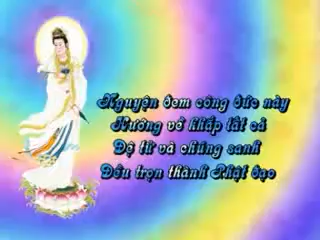 Nguyện đem công đức này
Hướng về khắp tất cả
Đệ tử và chúng sanh
Đều trọn thành Phật đạo